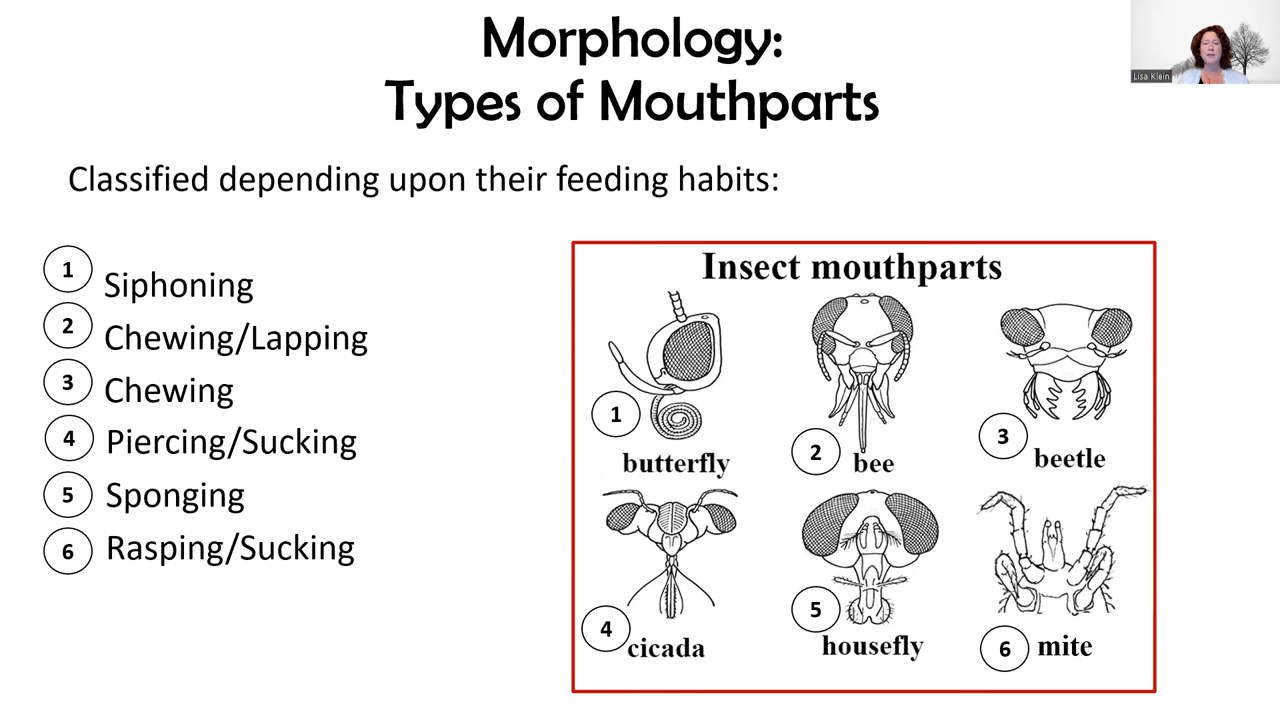 Morphology:
Types of Mouthparts
Lisa Klein
Classified depending upon their feeding habits:
1 Siphoning
2 Chewing/Lapping
3 Chewing
4 Piercing/Sucking
5 Sponging
6 Rasping/Sucking
Insect mouthparts
1 butterfly
2 bee
3 beetle
4 cicada
5 housefly
6 mite